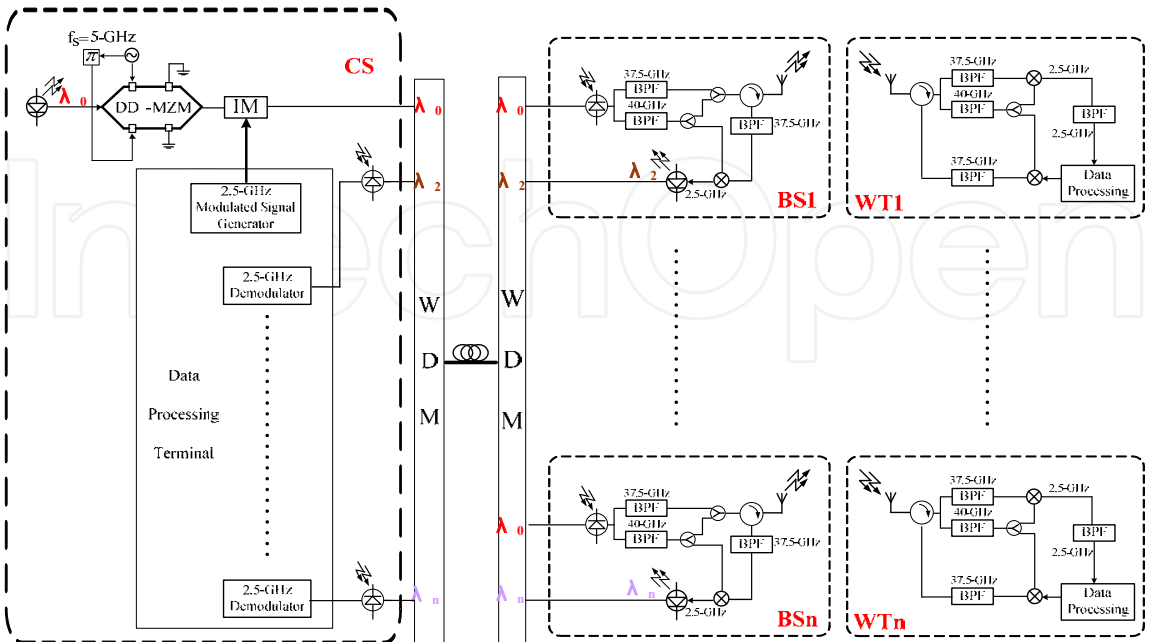 fs=5-GHz
π
CS
λ0
DD -MZM
IM
2.5-GHz
Modulated Signal
Generator
2.5-GHz
Demodulator
Data
Processing
Terminal
2.5-GHz
Demodulator
λ0
λ2
λn
W
D
M
λ0
λ2
W
D
M
λ0
λn
37.5-GHz
BPF
40-GHz
BPF
BPF
37.5-GHz
λ2
2.5-GHz
BS1
37.5-GHz
BPF
40-GHz
BPF
2.5-GHz
BPF
2.5-GHz
37.5-GHz
BPF
Data
Processing
WT1
37.5-GHz
BPF
40-GHz
BPF
BPF
37.5-GHz
λn
2.5-GHz
BSn
37.5-GHz
BPF
40-GHz
BPF
2.5-GHz
BPF
2.5-GHz
37.5-GHz
BPF
Data
Processing
WTn
IntechOpen